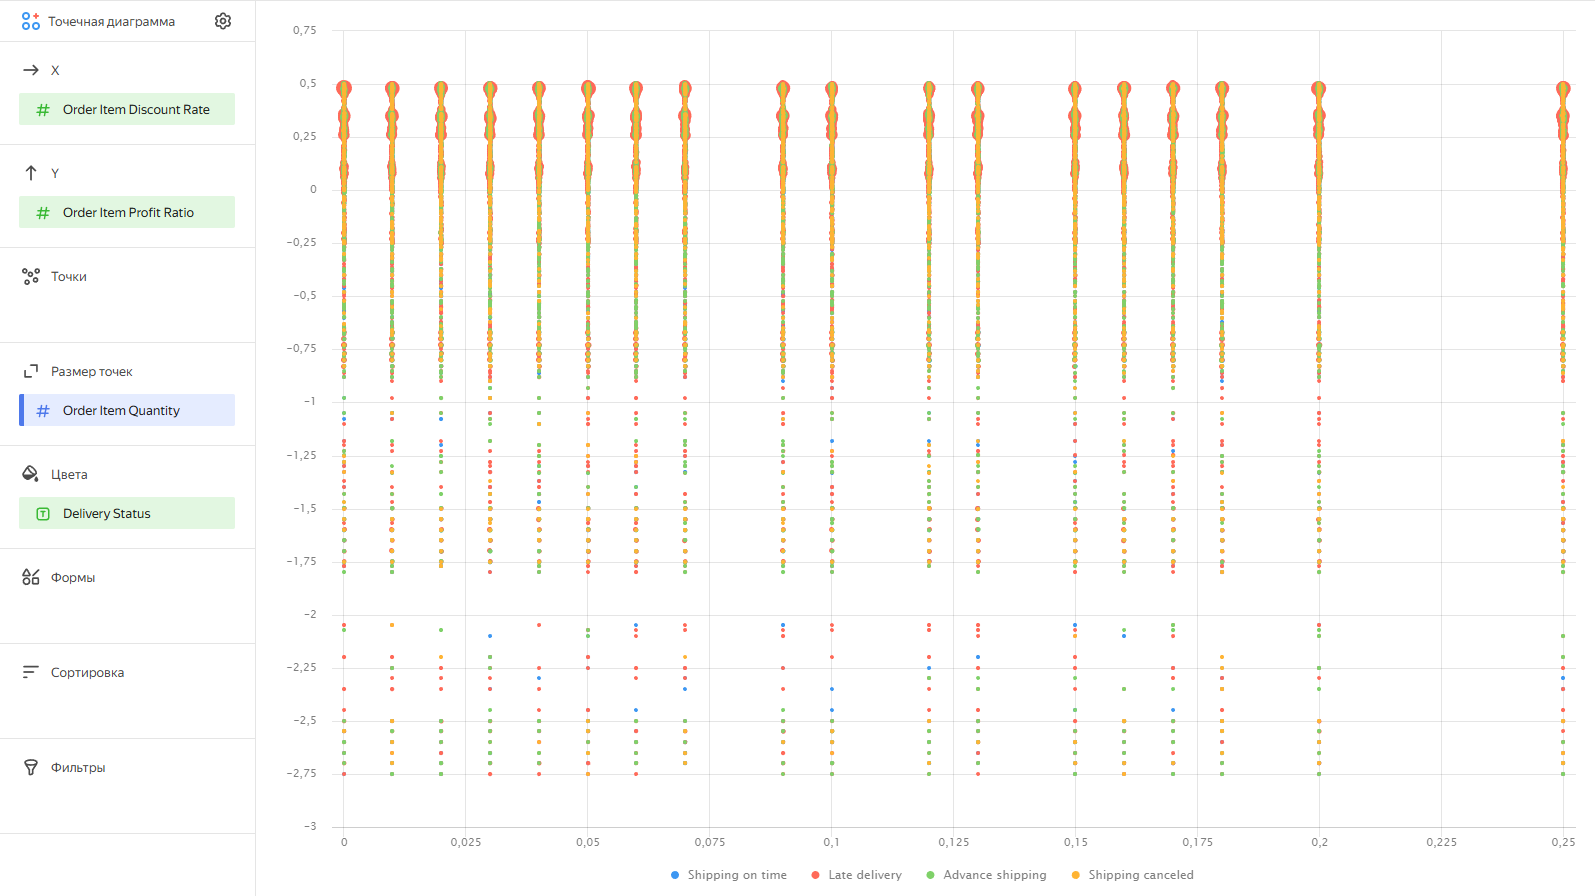 Точечная диаграмма
X
# Order Item Discount Rate
Y
# Order Item Profit Ratio
Точки
Размер точек
# Order Item Quantity
Цвета
T Delivery Status
Формы
Сортировка
Фильтры
0,75
0,5
0,25
0
−0,25
−0,5
−0,75
−1
−1,25
−1,5
−1,75
−2
−2,25
−2,5
−2,75
−3
0 0,025 0,05 0,075 0,1 0,125 0,15 0,175 0,2 0,225 0,25
Shipping on time Late delivery Advance shipping Shipping canceled